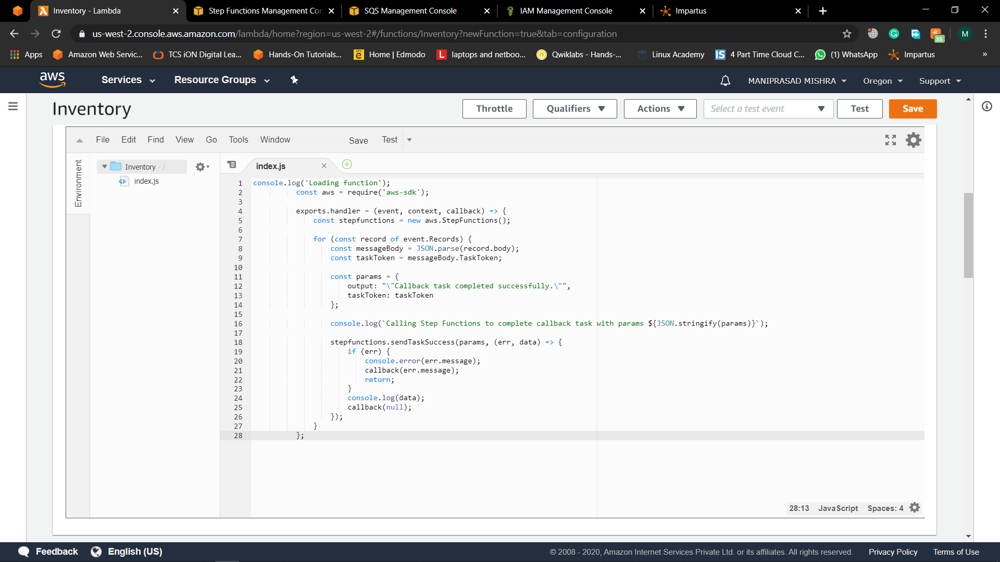 Inventory - Lambda
Step Functions Management Con
SQS Management Console
IAM Management Console
Impartus
us-west-2.console.aws.amazon.com/lambda/home?region=us-west-2#/functions/Inventory?newFunction=true&tab=configuration
35
M
Apps
Amazon Web Servic...
TCS iON Digital Lea...
Hands-On Tutorials...
Home | Edmodo
laptops and netboo...
Qwiklabs - Hands-...
Linux Academy
4 Part Time Cloud C...
(1) WhatsApp
Impartus
»
aws
Services
Resource Groups
MANIPRASAD MISHRA
Oregon
Support
Inventory
Throttle
Qualifiers
Actions
Select a test event
Test
Save
File
Edit
Find
View
Go
Tools
Window
Save
Test
Environment
Inventory - /
index.js
index.js
1 console.log('Loading function');
2 const aws = require('aws-sdk');
3
4 exports.handler = (event, context, callback) => {
5 const stepfunctions = new aws.StepFunctions();
6
7 for (const record of event.Records) {
8 const messageBody = JSON.parse(record.body);
9 const taskToken = messageBody.TaskToken;
10
11 const params = {
12 output: "\"Callback task completed successfully.\"",
13 taskToken: taskToken
14 };
15
16 console.log(`Calling Step Functions to complete callback task with params ${JSON.stringify(params)}`);
17
18 stepfunctions.sendTaskSuccess(params, (err, data) => {
19 if (err) {
20 console.error(err.message);
21 callback(err.message);
22 return;
23 }
24 console.log(data);
25 callback(null);
26 });
27 }
28 };
28:13
JavaScript
Spaces: 4
Feedback
English (US)
© 2008 - 2020, Amazon Internet Services Private Ltd. or its affiliates. All rights reserved.
Privacy Policy
Terms of Use